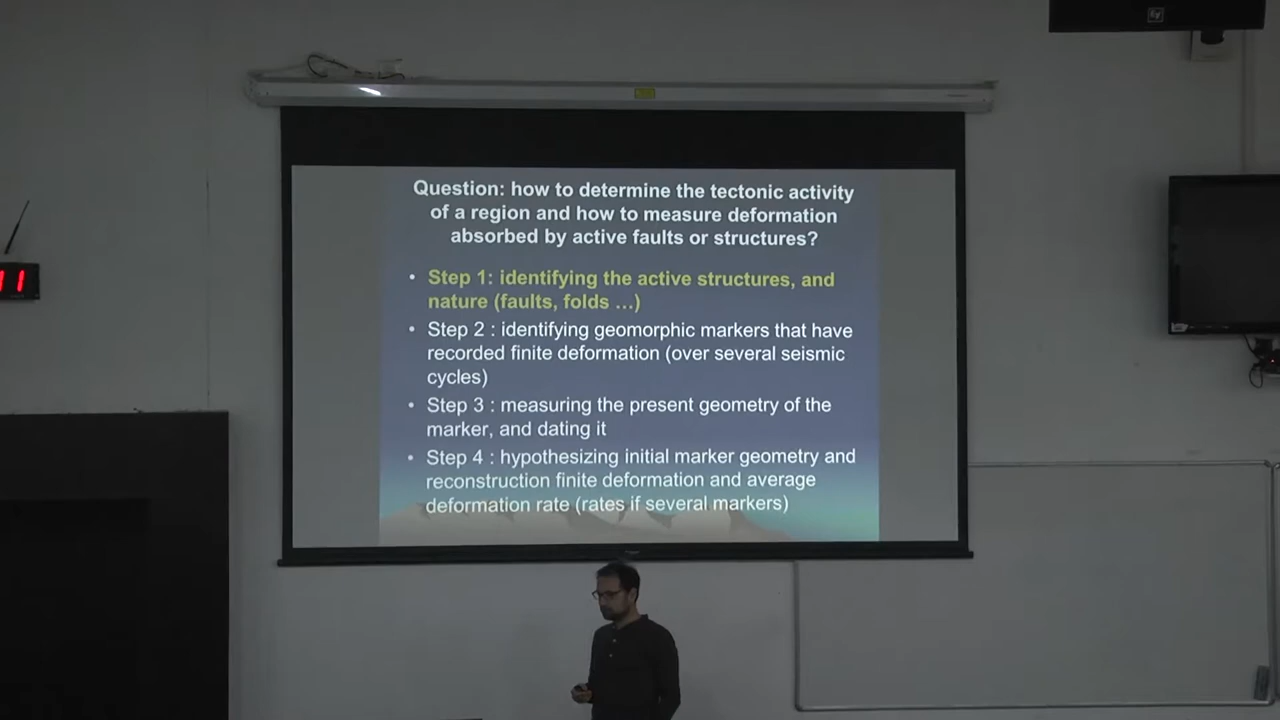 Question: how to determine the tectonic activity
of a region and how to measure deformation
absorbed by active faults or structures?
• Step 1: identifying the active structures, and
nature (faults, folds ...)
• Step 2 : identifying geomorphic markers that have
recorded finite deformation (over several seismic
cycles)
• Step 3 : measuring the present geometry of the
marker, and dating it
• Step 4 : hypothesizing initial marker geometry and
reconstruction finite deformation and average
deformation rate (rates if several markers)
11
EV